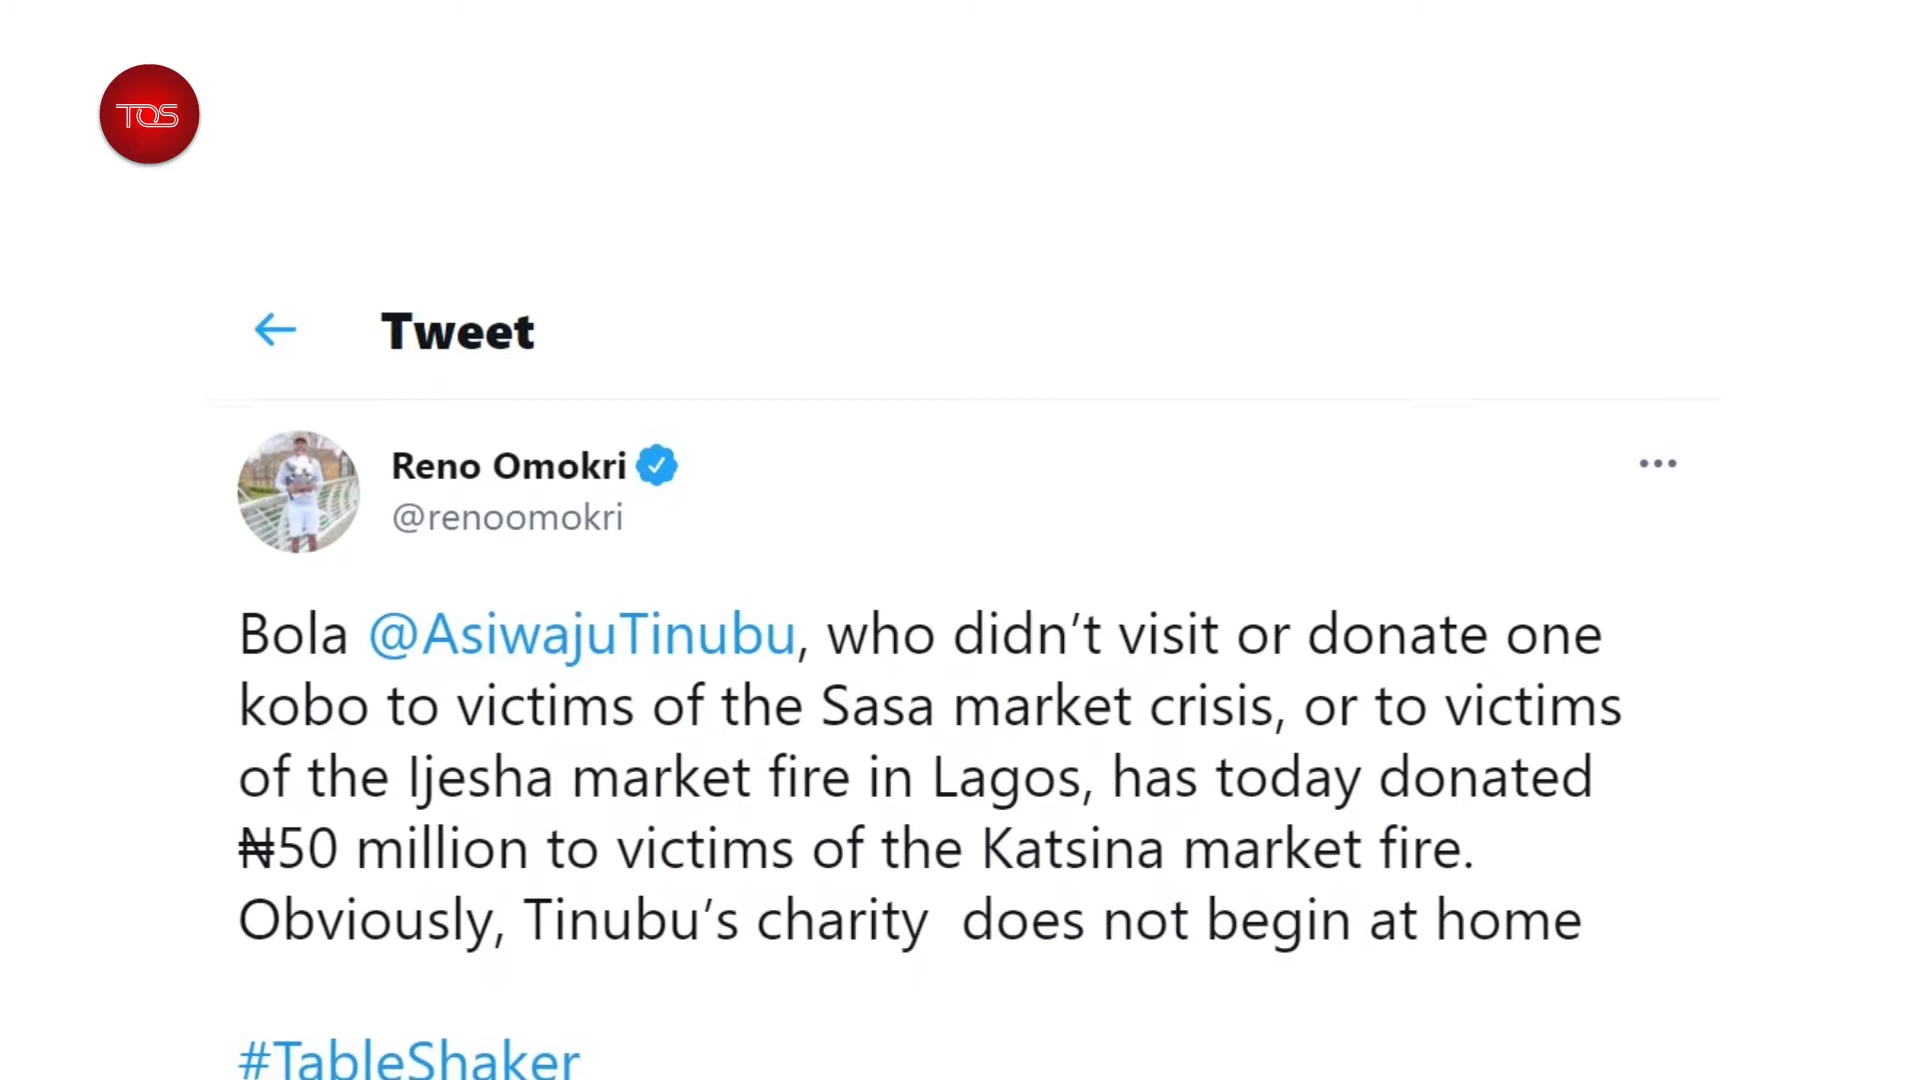 TOS
Tweet
Reno Omokri
@renoomokri
Bola @AsiwajuTinubu, who didn’t visit or donate one
kobo to victims of the Sasa market crisis, or to victims
of the Ijesha market fire in Lagos, has today donated
₦50 million to victims of the Katsina market fire.
Obviously, Tinubu’s charity does not begin at home
#TableShaker